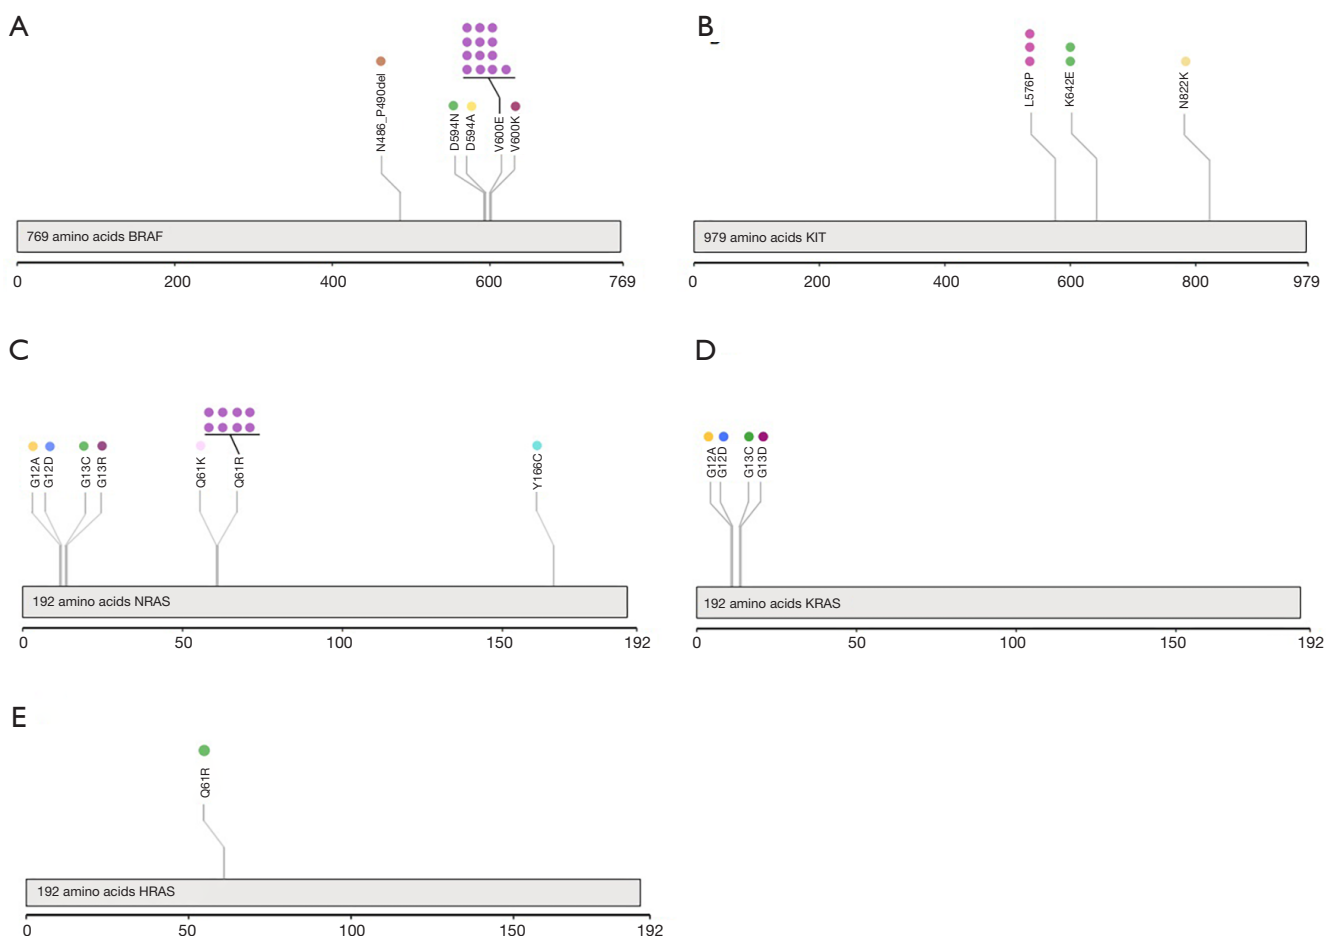 A
N486_P490del
D594N
D594A
V600E
V600K
769 amino acids BRAF
0 200 400 600 769
B
L576P
K642E
N822K
979 amino acids KIT
0 200 400 600 800 979
C
G12A
G12D
G13C
G13R
Q61K
Q61R
Y166C
192 amino acids NRAS
0 50 100 150 192
D
G12A
G12D
G13C
G13D
192 amino acids KRAS
0 50 100 150 192
E
Q61R
192 amino acids HRAS
0 50 100 150 192